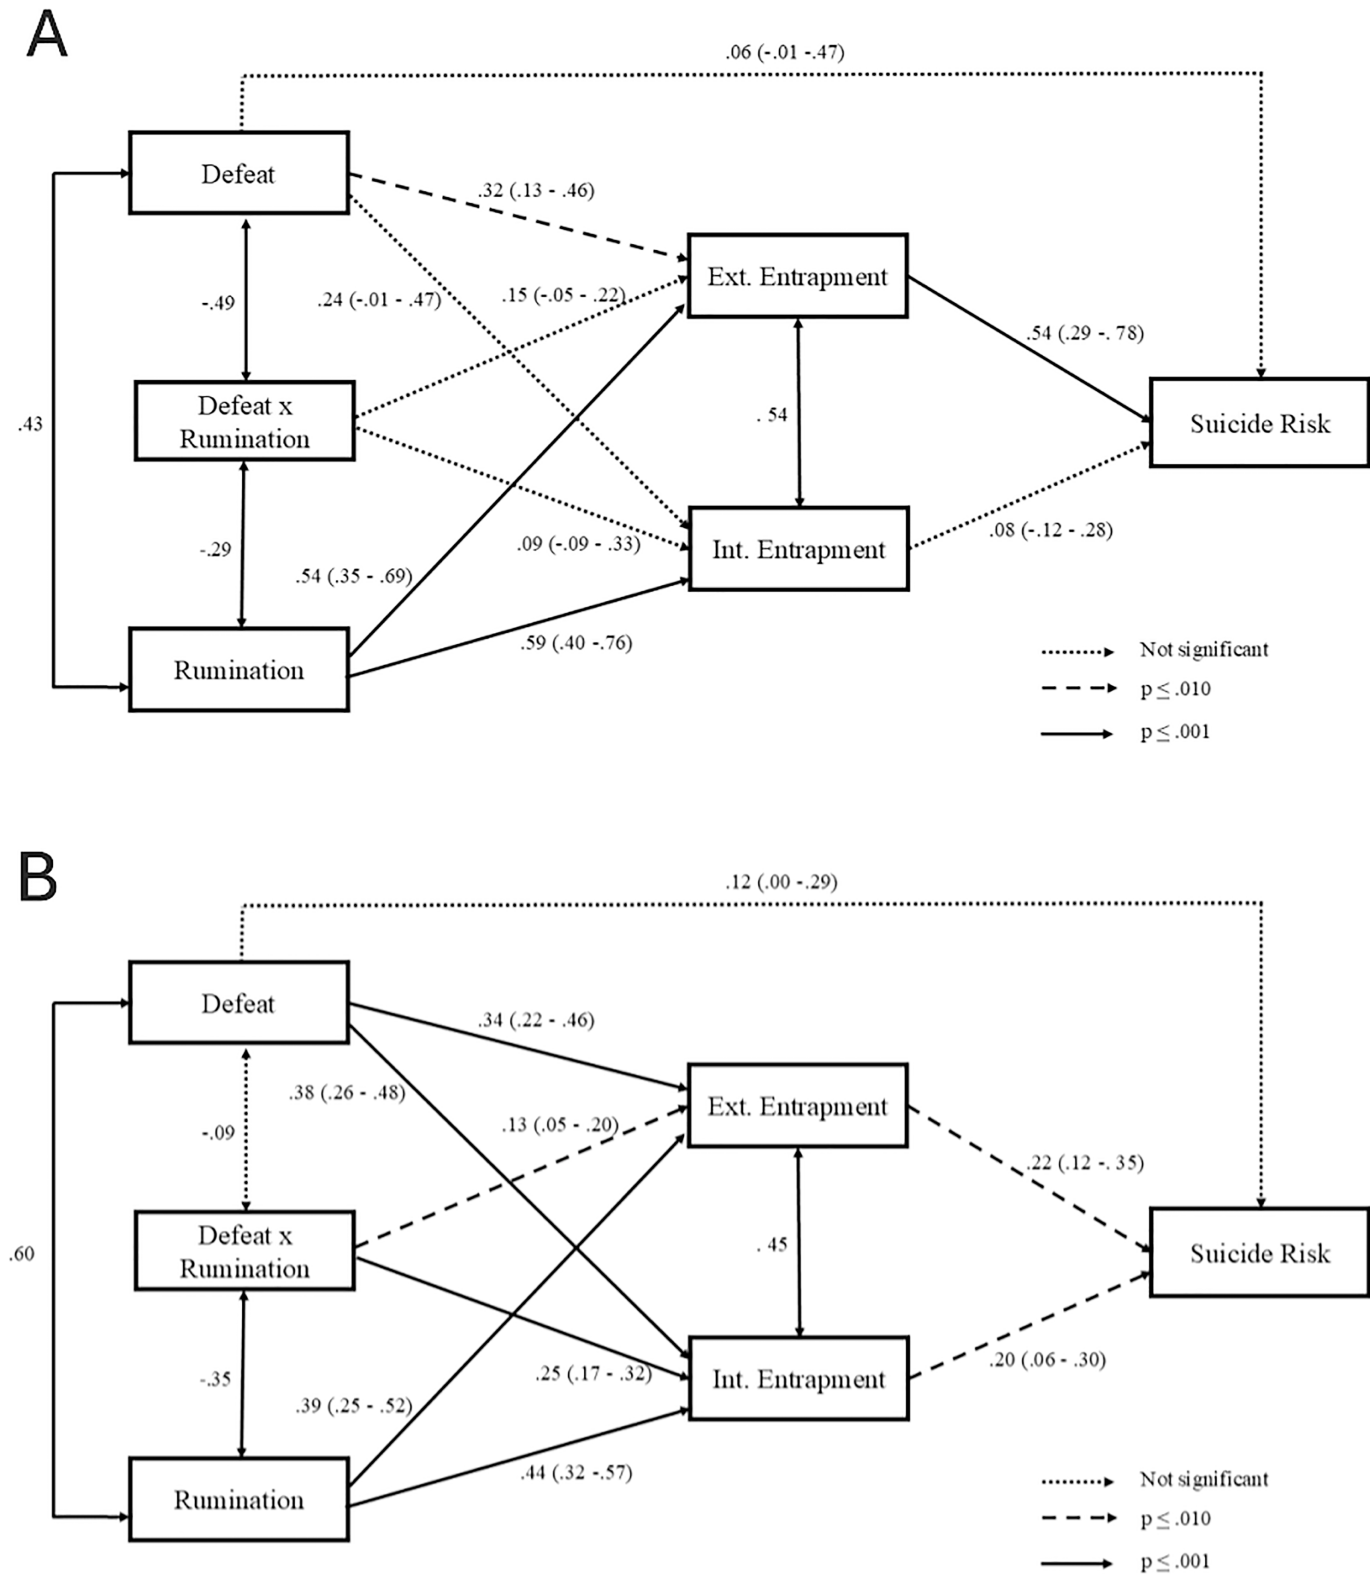 A
.06 (-.01 -.47)
Defeat
.32 (.13 - .46)
Ext. Entrapment
-.49
.24 (-.01 - .47)
.15 (-.05 - .22)
.54 (.29 -. 78)
Defeat x
Rumination
.43
. 54
Suicide Risk
-.29
.54 (.35 - .69)
.09 (-.09 - .33)
Int. Entrapment
.08 (-.12 - .28)
.59 (.40 -.76)
Rumination
Not significant
p ≤ .010
p ≤ .001
B
.12 (.00 -.29)
Defeat
.34 (.22 - .46)
Ext. Entrapment
.38 (.26 - .48)
-.09
.13 (.05 - .20)
.22 (.12 -. 35)
Defeat x
Rumination
.60
. 45
Suicide Risk
-.35
.39 (.25 - .52)
.25 (.17 - .32)
Int. Entrapment
.20 (.06 - .30)
.44 (.32 -.57)
Rumination
Not significant
p ≤ .010
p ≤ .001